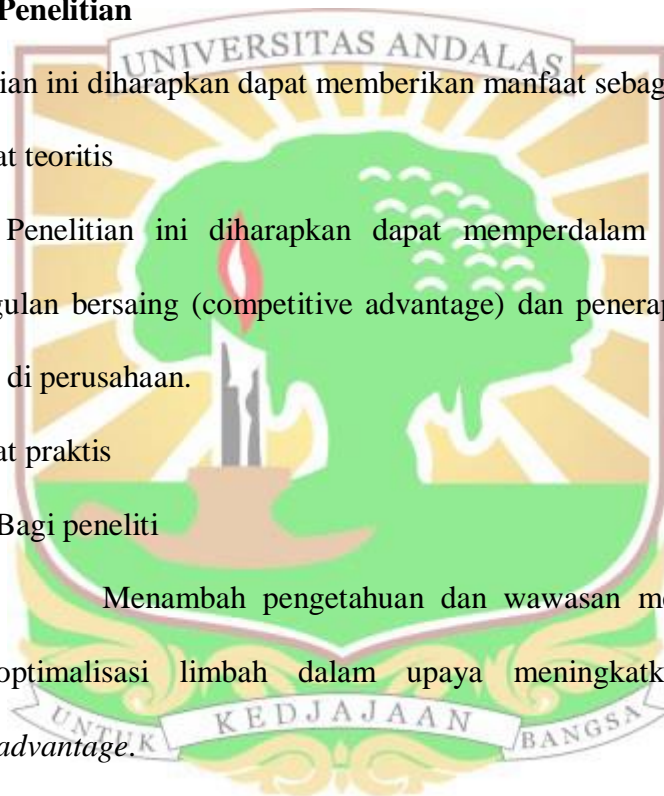 Penelitian
UNIVERSITAS ANDALAS
ian ini diharapkan dapat memberikan manfaat sebag
at teoritis
Penelitian ini diharapkan dapat memperdalam
gulan bersaing (competitive advantage) dan penerap
di perusahaan.
at praktis
Bagi peneliti
Menambah pengetahuan dan wawasan me
optimalisasi limbah dalam upaya meningkatk
UNTUK KEDJAJAAN BANGSA
advantage.